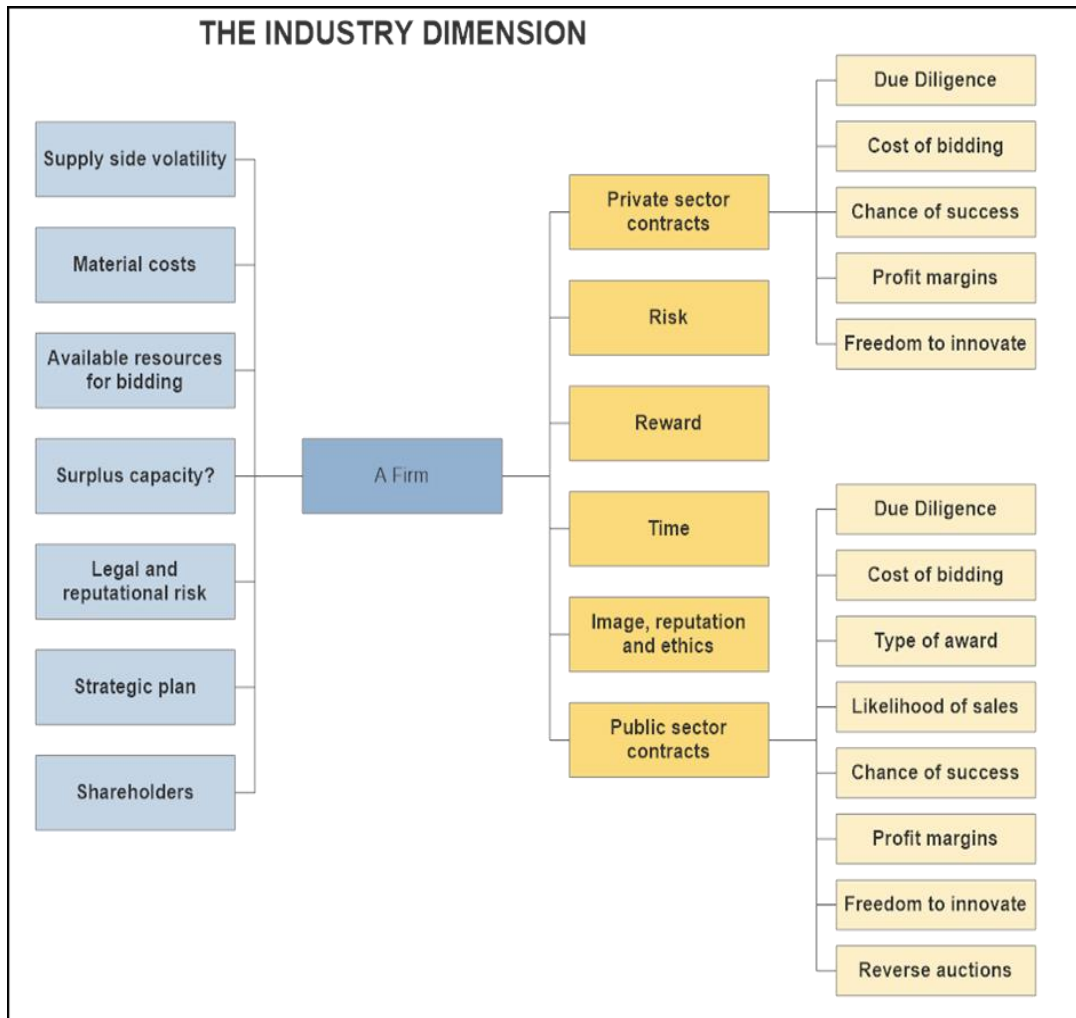 THE INDUSTRY DIMENSION
Supply side volatility
Material costs
Available resources
for bidding
Surplus capacity?
Legal and
reputational risk
Strategic plan
Shareholders
A Firm
Private sector
contracts
Risk
Reward
Time
Image, reputation
and ethics
Public sector
contracts
Due Diligence
Cost of bidding
Chance of success
Profit margins
Freedom to innovate
Due Diligence
Cost of bidding
Type of award
Likelihood of sales
Chance of success
Profit margins
Freedom to innovate
Reverse auctions